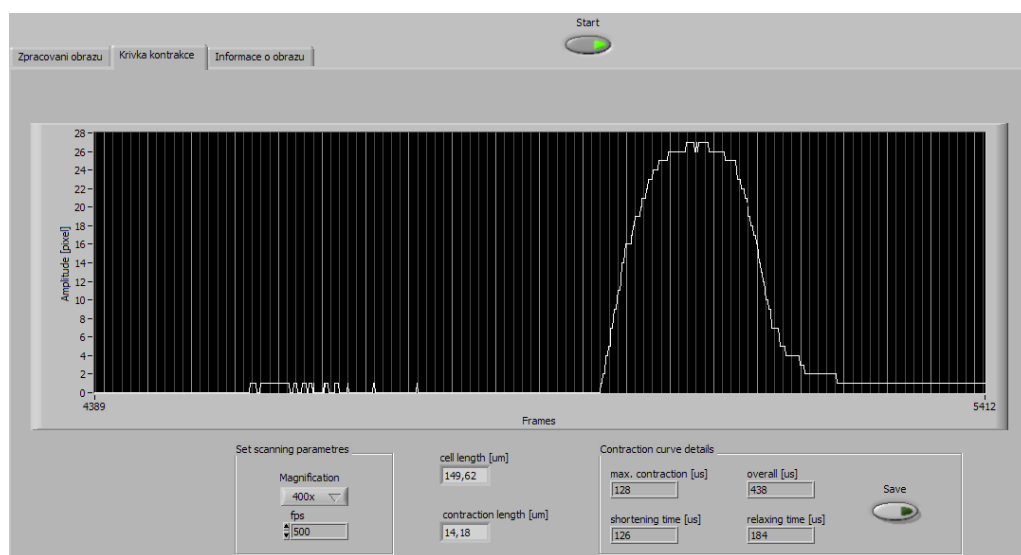 Start
Zpracovani obrazu
Krivka kontrakce
Informace o obrazu
28
26
24
22
20
18
16
14
12
10
8
6
4
2
0
Amplitude [pixel]
4389
5412
Frames
Set scanning parametres
Magnification
400x
fps
500
cell length [um]
149,62
contraction length [um]
14,18
Contraction curve details
max. contraction [us]
128
overall [us]
438
shortening time [us]
126
relaxing time [us]
184
Save